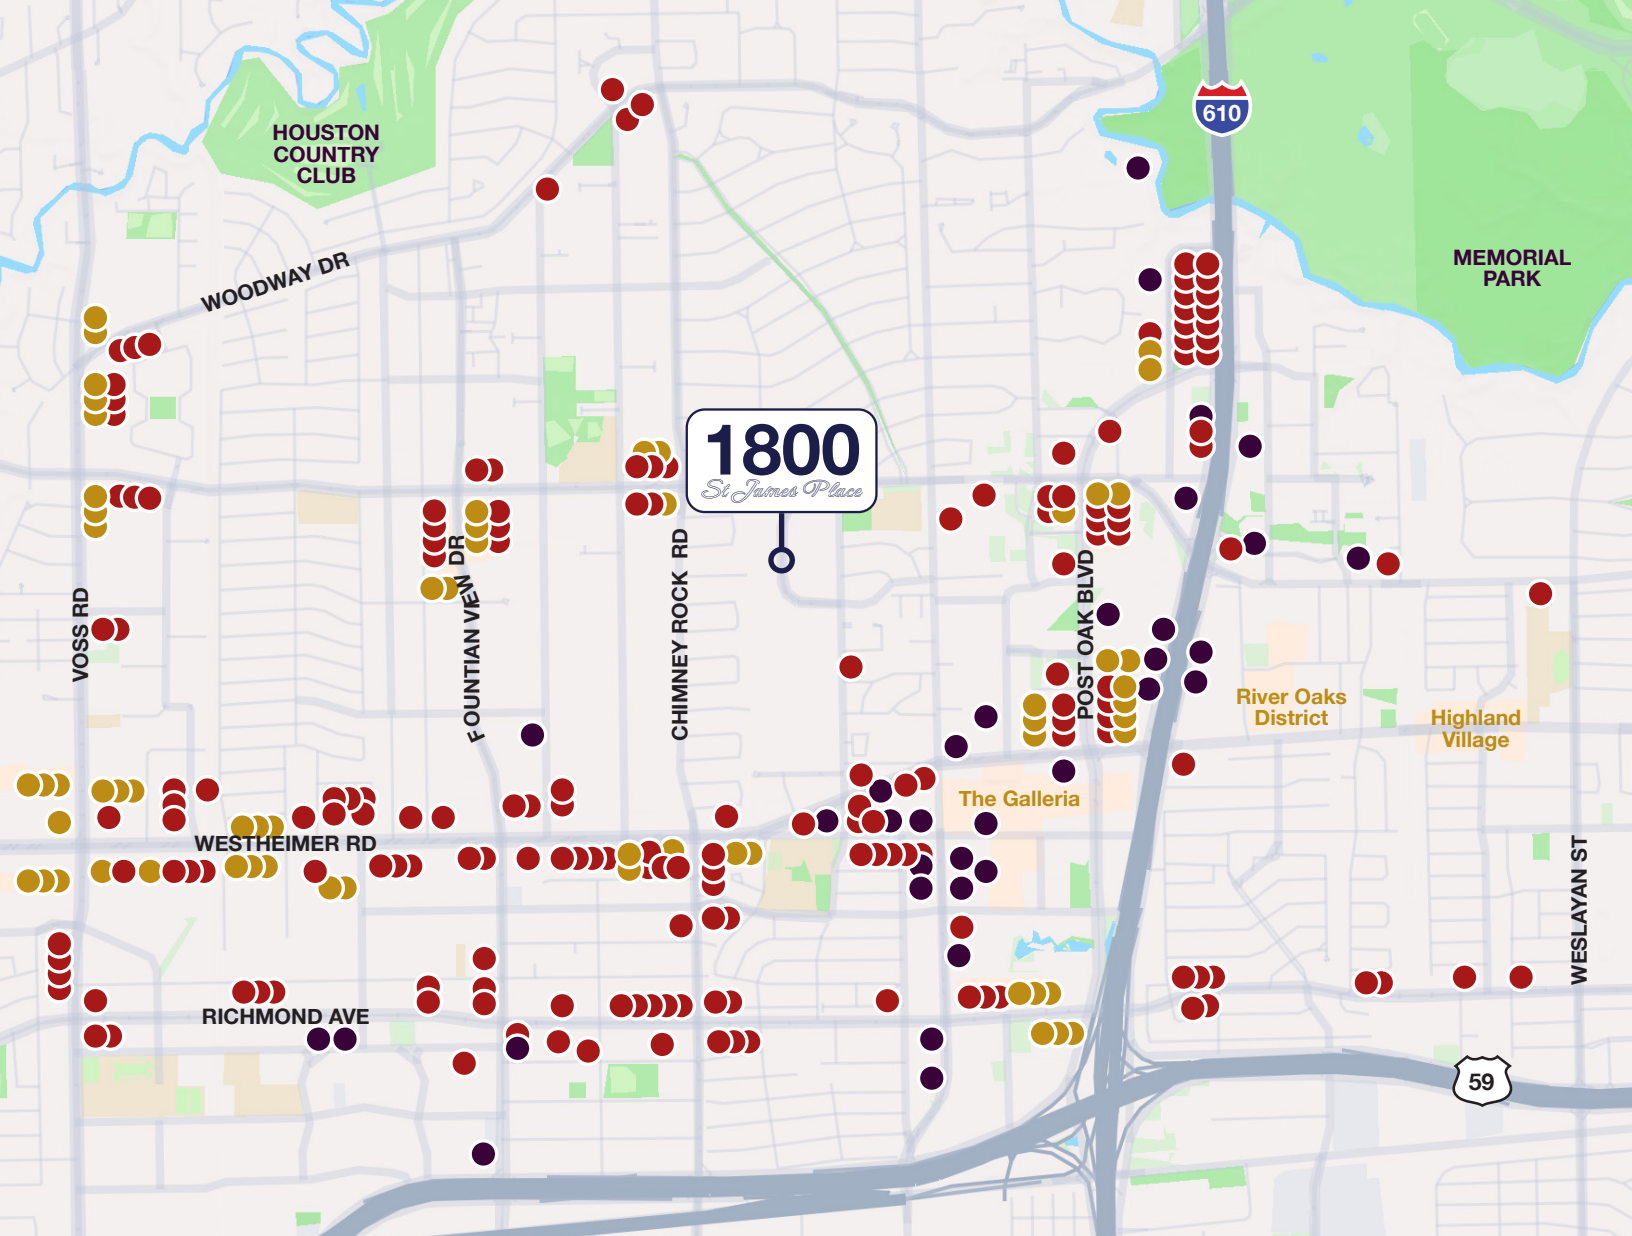 610
HOUSTON
COUNTRY
CLUB
MEMORIAL
PARK
WOODWAY DR
1800
St James Place
VOSS RD
FOUNTIAN VIEW DR
CHIMNEY ROCK RD
POST OAK BLVD
River Oaks
District
Highland
Village
The Galleria
WESTHEIMER RD
WESLAYAN ST
RICHMOND AVE
59